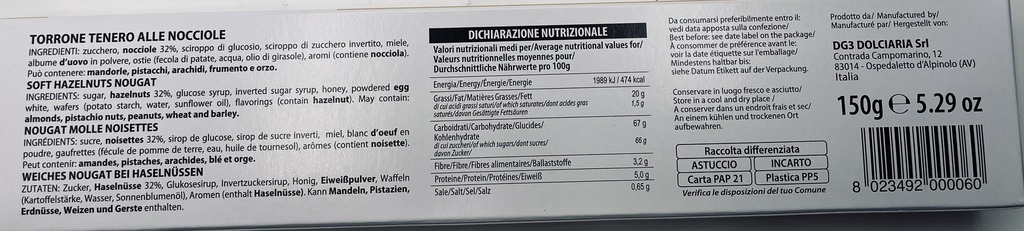 TORRONE TENERO ALLE NOCCIOLE
INGREDIENTI: zucchero, nocciole 32%, sciroppo di glucosio, sciroppo di zucchero invertito, miele,
albume d'uovo in polvere, ostie (fecola di patate, acqua, olio di girasole), aromi (contiene nocciola).
Può contenere: mandorle, pistacchi, arachidi, frumento e orzo.
SOFT HAZEL NUTS NOUGAT
INGREDIENTS: sugar, hazelnuts 32%, glucose syrup, inverted sugar syrup, honey, powdered egg
white, wafers (potato starch, water, sunflower oil), flavorings (contain hazelnut). May contain:
almonds, pistachio nuts, peanuts, wheat and barley.
NOUGAT MOLLE NOISETTES
INGRÉDIENTS: sucre, noisettes 32%, sirop de glucose, sirop de sucre inverti, miel, blanc d'oeuf en
poudre, gaufrettes (fécule de pomme de terre, eau, huile de tournesol), arômes (contient noisette).
Peut contenir: amandes, pistaches, arachides, blé et orge.
WEICHES NOUGAT BEI HASELNÜSSEN
ZUTATEN: Zucker, Haselnüsse 32%, Glukosesirup, Invertzuckersirup, Honig, Eiweißpulver, Waffeln
(Kartoffelstärke, Wasser, Sonnenblumenöl), Aromen (enthalt Haselnüsse). Kann Mandeln, Pistazien,
Erdnüsse, Weizen und Gerste enthalten.
DICHIARAZIONE NUTRIZIONALE
Valori nutrizionali medi per/Average nutritional values for/
Valeurs nutritionnelles moyennes pour/
Durchschnittliche Nährwerte pro 100g
Energia/Energy/Énergie/Energie 1989 kJ / 474 kcal
Grassi/Fat/Matières Grasses/Fett 20 g
di cui acidi grassi saturi/of which saturates/dont acides gras 1,5 g
saturés/davon Gesättigte Fettsäuren
Carboidrati/Carbohydrate/Glucides/ 67 g
Kohlenhydrate
di cui zuccheri/of which sugars/dont sucres/ 66 g
davon Zucker/
Fibre/Fibre/Fibres alimentaires/Ballaststoffe 3,2 g
Proteine/Protein/Protéines/Eiweiß 5,0 g
Sale/Salt/Sel/Salz 0,65 g
Da consumarsi preferibilmente entro il:
vedi data apposta sulla confezione/
Best before: see date label on the package/
À consommer de préférence avant le:
voir la date étiquette sur l'emballage/
Mindestens haltbar bis:
siehe Datum Etikett auf der Verpackung.
Conservare in luogo fresco e asciutto/
Store in a cool and dry place /
A conserver dans un endroit frais et sec/
An einem kühlen und trockenen Ort
aufbewahren.
Raccolta differenziata
ASTUCCIO INCARTO
Carta PAP 21 Plastica PP5
Verifica le disposizioni del tuo Comune
Prodotto da/ Manufactured by/
Manufacturé par/ Hergestellt von:
DG3 DOLCIARIA Srl
Contrada Campomarino, 12
83014 - Ospedaletto d'Alpinolo (AV)
Italia
150g ℮ 5.29 oz
8 023492 000060